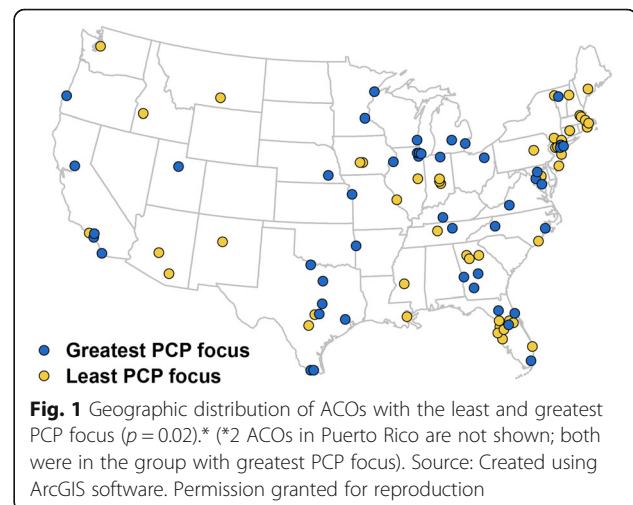 Greatest PCP focus
Least PCP focus
Fig. 1 Geographic distribution of ACOs with the least and greatest
PCP focus (p = 0.02).* (*2 ACOs in Puerto Rico are not shown; both
were in the group with greatest PCP focus). Source: Created using
ArcGIS software. Permission granted for reproduction